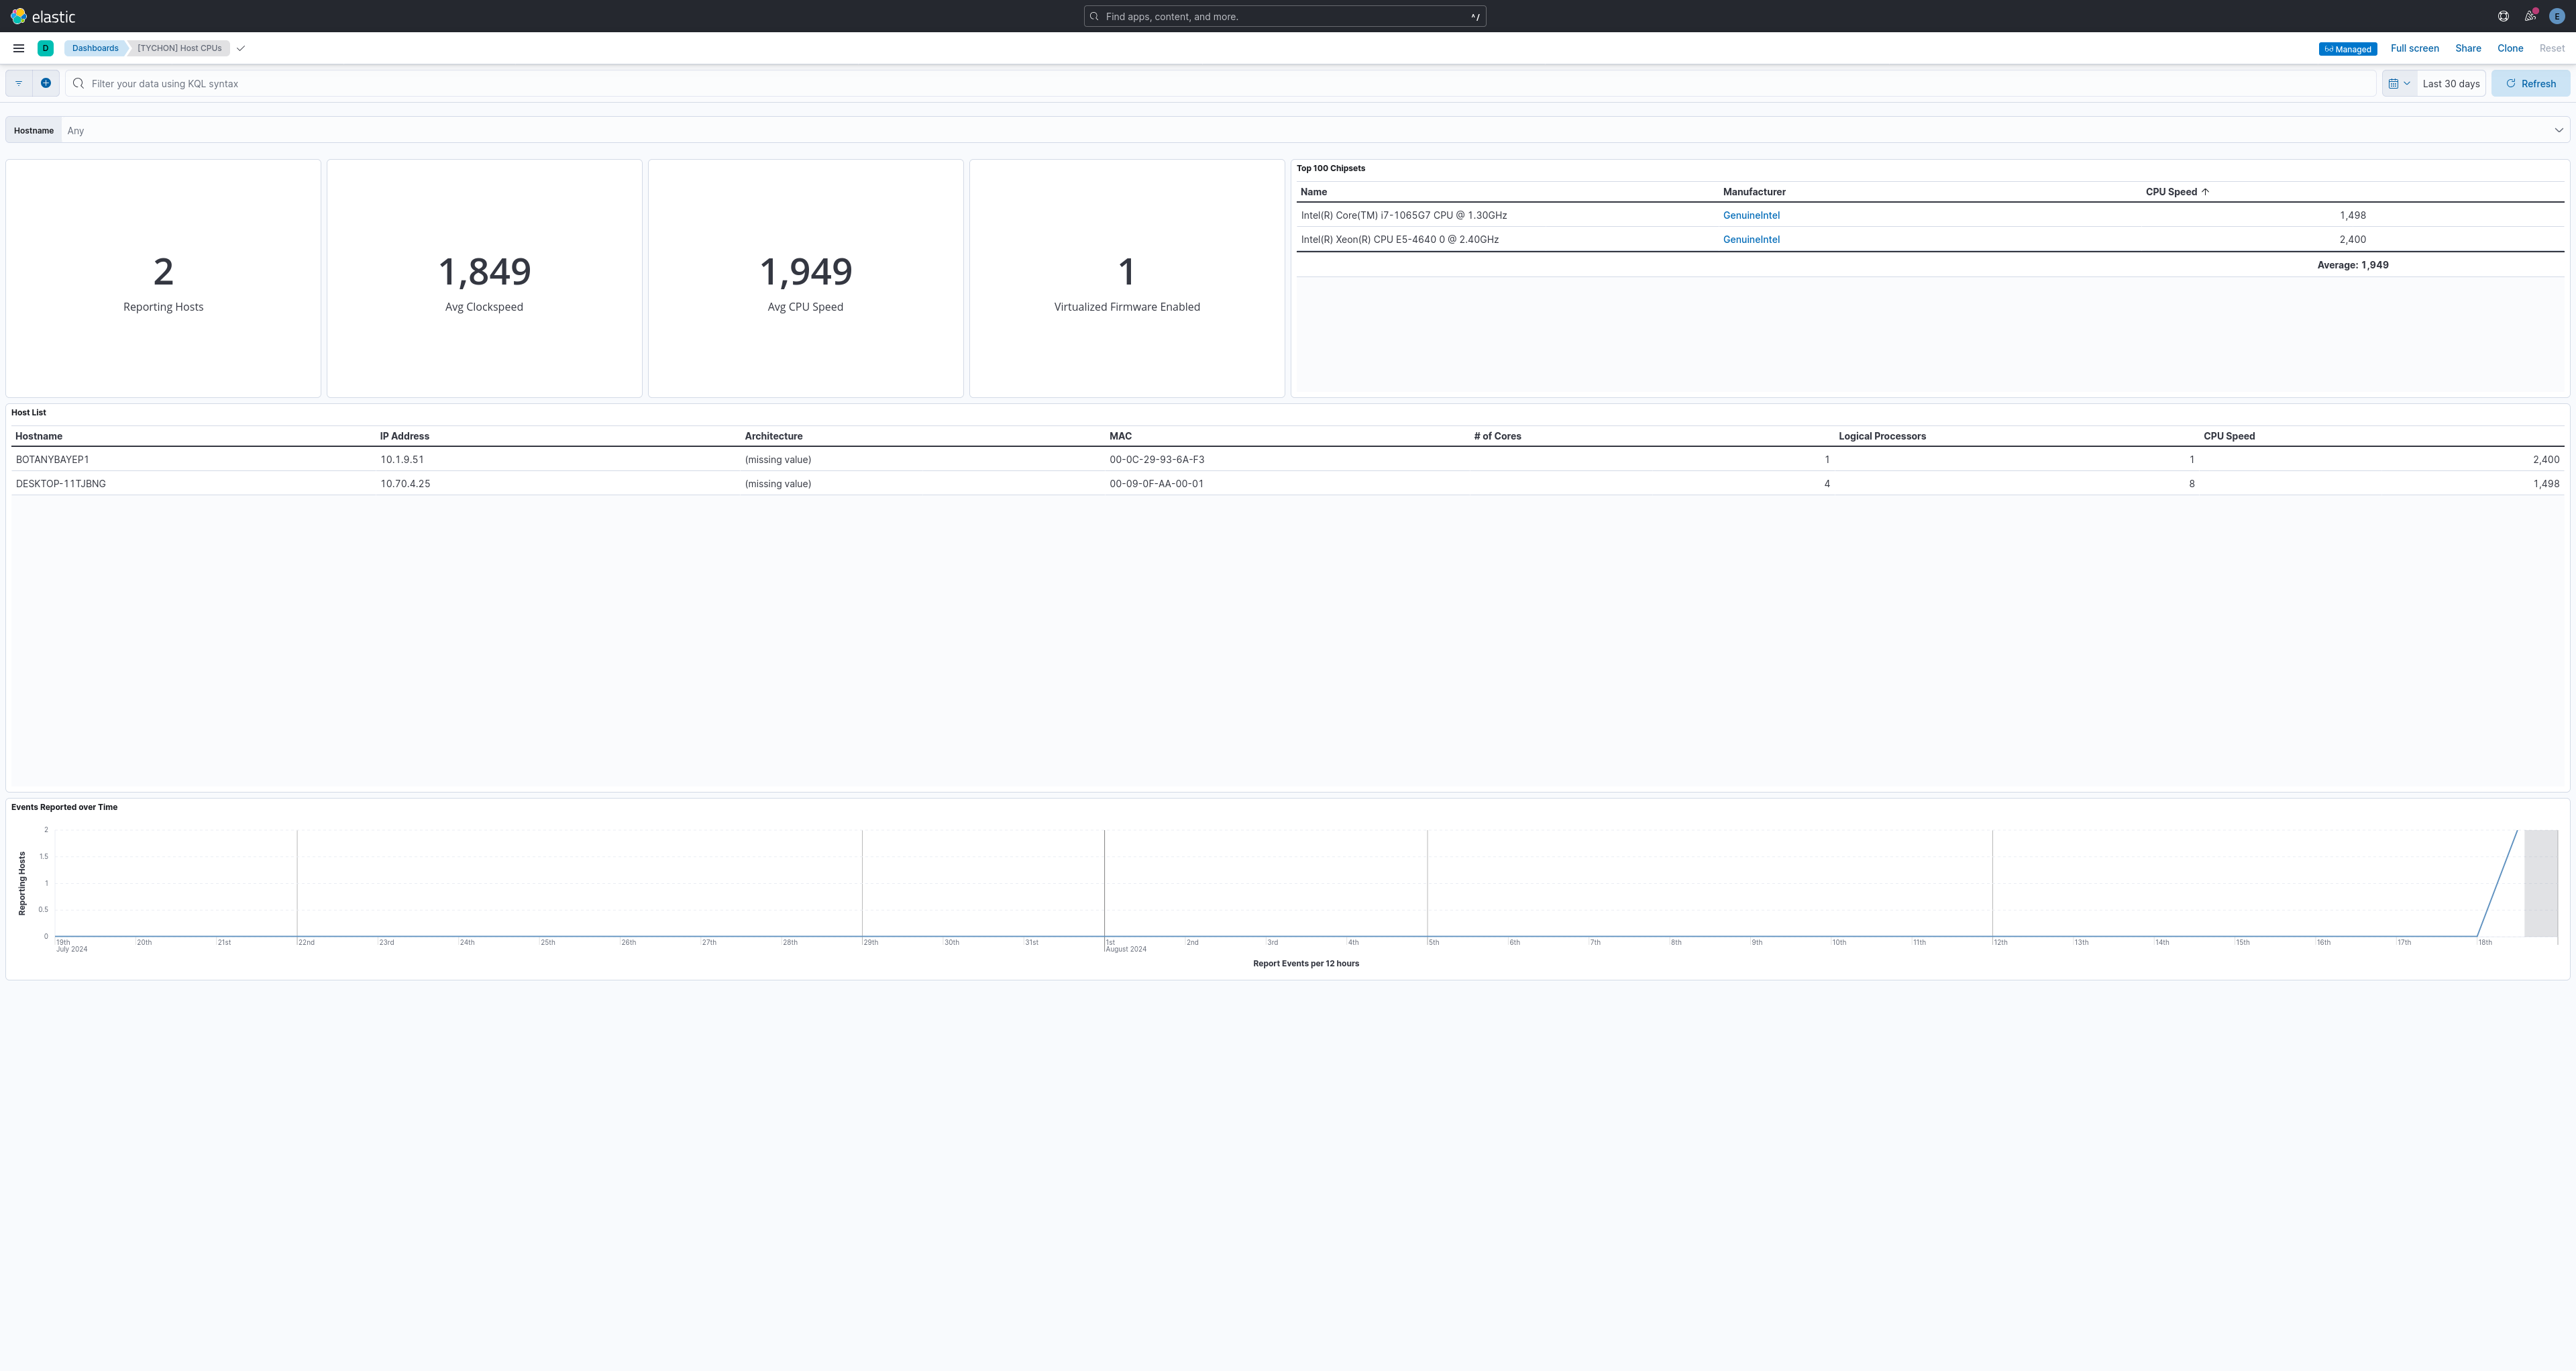 elastic
Find apps, content, and more.
^/
E
D
Dashboards
[TYCHON] Host CPUs
Managed
Full screen
Share
Clone
Reset
Filter your data using KQL syntax
Last 30 days
Refresh
Hostname
Any
2
Reporting Hosts
1,849
Avg Clockspeed
1,949
Avg CPU Speed
1
Virtualized Firmware Enabled
Top 100 Chipsets
Name Manufacturer CPU Speed
Intel(R) Core(TM) i7-1065G7 CPU @ 1.30GHz GenuineIntel 1,498
Intel(R) Xeon(R) CPU E5-4640 0 @ 2.40GHz GenuineIntel 2,400
Average: 1,949
Host List
Hostname IP Address Architecture MAC # of Cores Logical Processors CPU Speed
BOTANYBAYEP1 10.1.9.51 (missing value) 00-0C-29-93-6A-F3 1 1 2,400
DESKTOP-11TJBNG 10.70.4.25 (missing value) 00-09-0F-AA-00-01 4 8 1,498
Events Reported over Time
Reporting Hosts
2
1.5
1
0.5
0
19th 20th 21st 22nd 23rd 24th 25th 26th 27th 28th 29th 30th 31st 1st 2nd 3rd 4th 5th 6th 7th 8th 9th 10th 11th 12th 13th 14th 15th 16th 17th 18th
July 2024 August 2024
Report Events per 12 hours